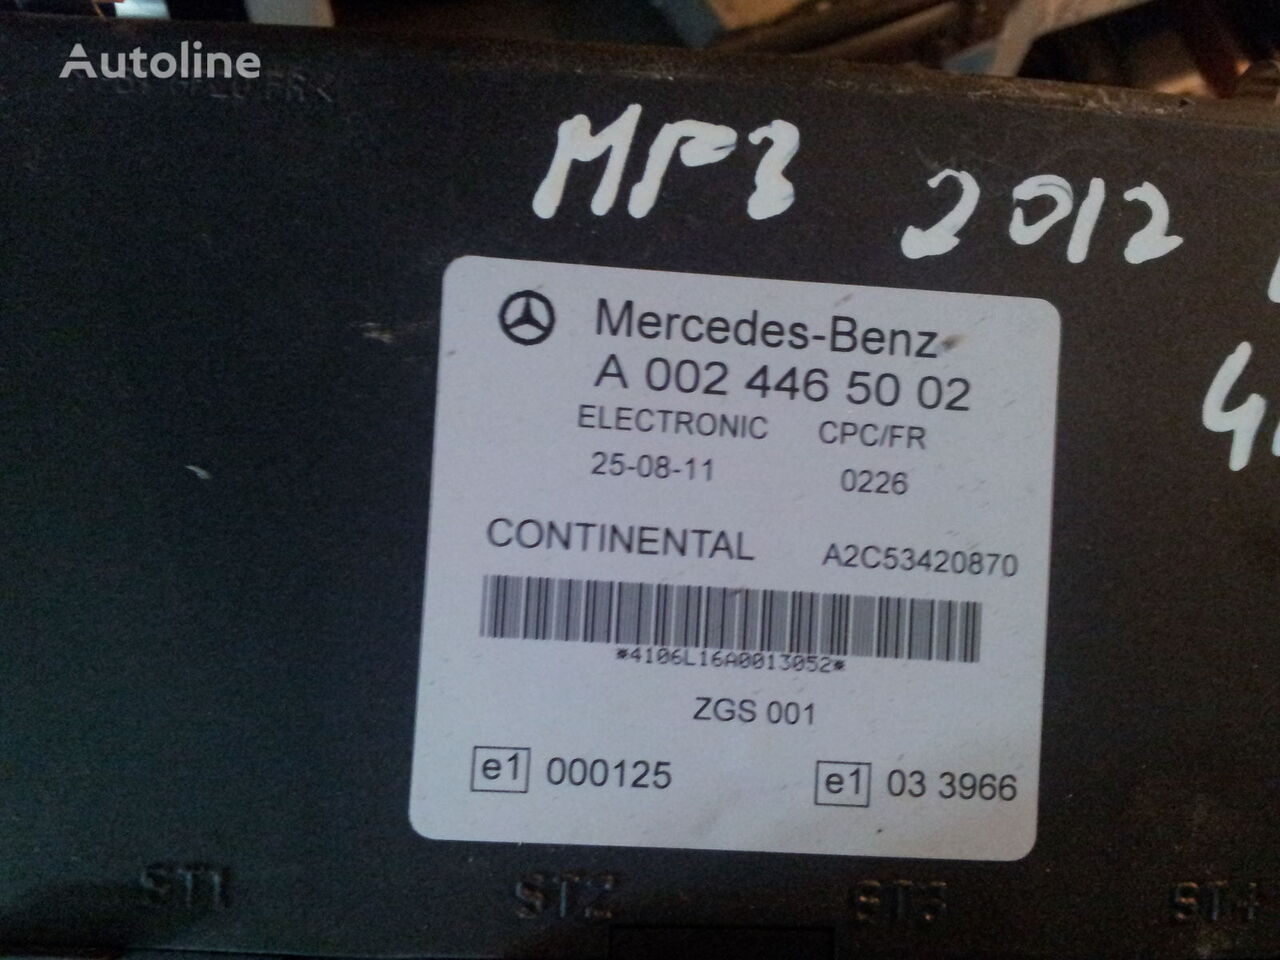 Autoline
MP3 2012
Mercedes-Benz
A 002 446 50 02
ELECTRONIC CPC/FR
25-08-11 0226
CONTINENTAL A2C53420870
*4106L16A0013052*
ZGS 001
e1 000125 e1 03 3966
ST1 ST2 ST3 ST4